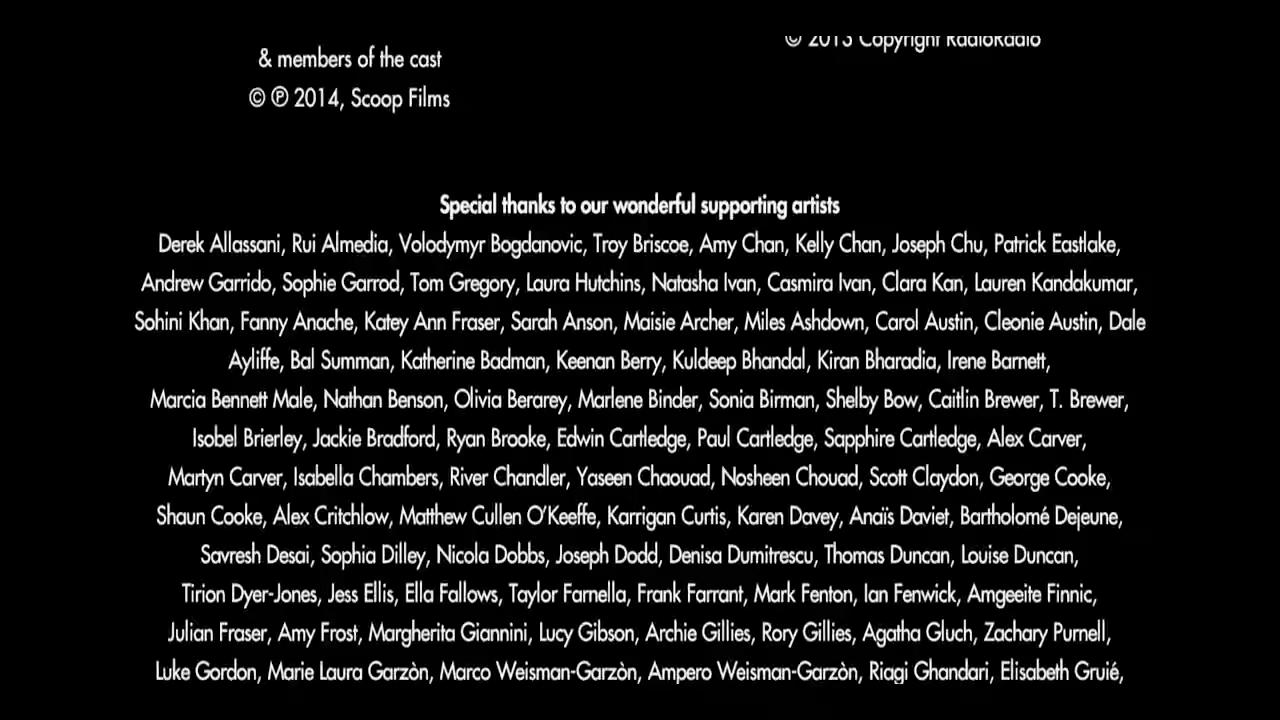 © 2013 Copyright RadioRadio
& members of the cast
© ℗ 2014, Scoop Films
Special thanks to our wonderful supporting artists
Derek Allassani, Rui Almedia, Volodymyr Bogdanovic, Troy Briscoe, Amy Chan, Kelly Chan, Joseph Chu, Patrick Eastlake,
Andrew Garrido, Sophie Garrod, Tom Gregory, Laura Hutchins, Natasha Ivan, Casmira Ivan, Clara Kan, Lauren Kandakumar,
Sohini Khan, Fanny Anache, Katey Ann Fraser, Sarah Anson, Maisie Archer, Miles Ashdown, Carol Austin, Cleonie Austin, Dale
Ayliffe, Bal Summan, Katherine Badman, Keenan Berry, Kuldeep Bhandal, Kiran Bharadia, Irene Barnett,
Marcia Bennett Male, Nathan Benson, Olivia Berarey, Marlene Binder, Sonia Birman, Shelby Bow, Caitlin Brewer, T. Brewer,
Isobel Brierley, Jackie Bradford, Ryan Brooke, Edwin Cartledge, Paul Cartledge, Sapphire Cartledge, Alex Carver,
Martyn Carver, Isabella Chambers, River Chandler, Yaseen Chaouad, Nosheen Chouad, Scott Claydon, George Cooke,
Shaun Cooke, Alex Critchlow, Matthew Cullen O'Keeffe, Karrigan Curtis, Karen Davey, Anaïs Daviet, Bartholomé Dejeune,
Savresh Desai, Sophia Dilley, Nicola Dobbs, Joseph Dodd, Denisa Dumitrescu, Thomas Duncan, Louise Duncan,
Tirion Dyer-Jones, Jess Ellis, Ella Fallows, Taylor Farnella, Frank Farrant, Mark Fenton, Ian Fenwick, Amgeeite Finnic,
Julian Fraser, Amy Frost, Margherita Giannini, Lucy Gibson, Archie Gillies, Rory Gillies, Agatha Gluch, Zachary Purnell,
Luke Gordon, Marie Laura Garzòn, Marco Weisman-Garzòn, Ampero Weisman-Garzòn, Riagi Ghandari, Elisabeth Gruié,